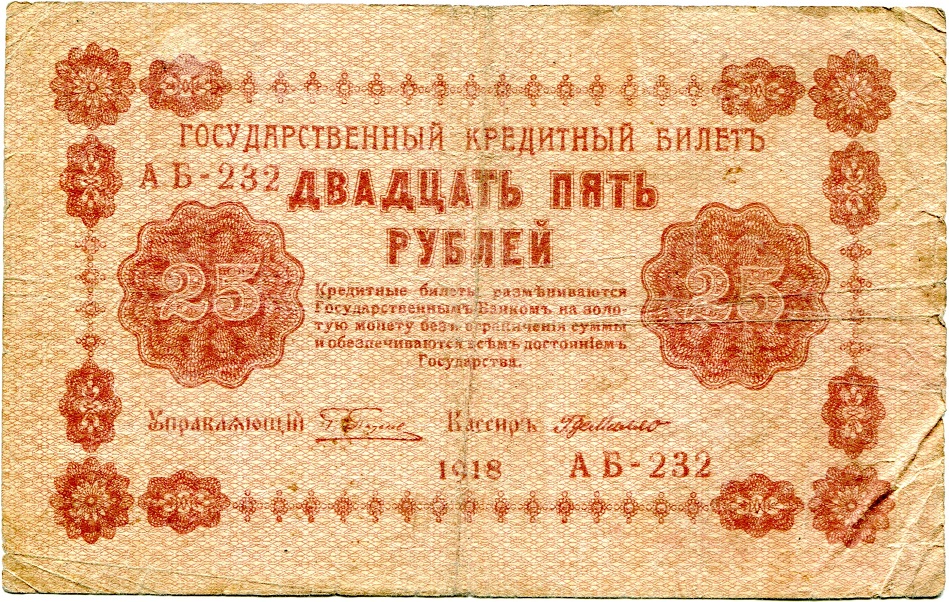 ГОСУДАРСТВЕННЫЙ КРЕДИТНЫЙ БИЛЕТЪ
АБ-232 ДВАДЦАТЬ ПЯТЬ
РУБЛЕЙ
25 25
Кредитные билеты размѣниваются
Государственнымъ Банкомъ на золо-
тую монету безъ ограниченія суммы
и обезпечиваются всѣмъ достояніемъ
Государства.
Управляющій Кассиръ
1918 АБ-232